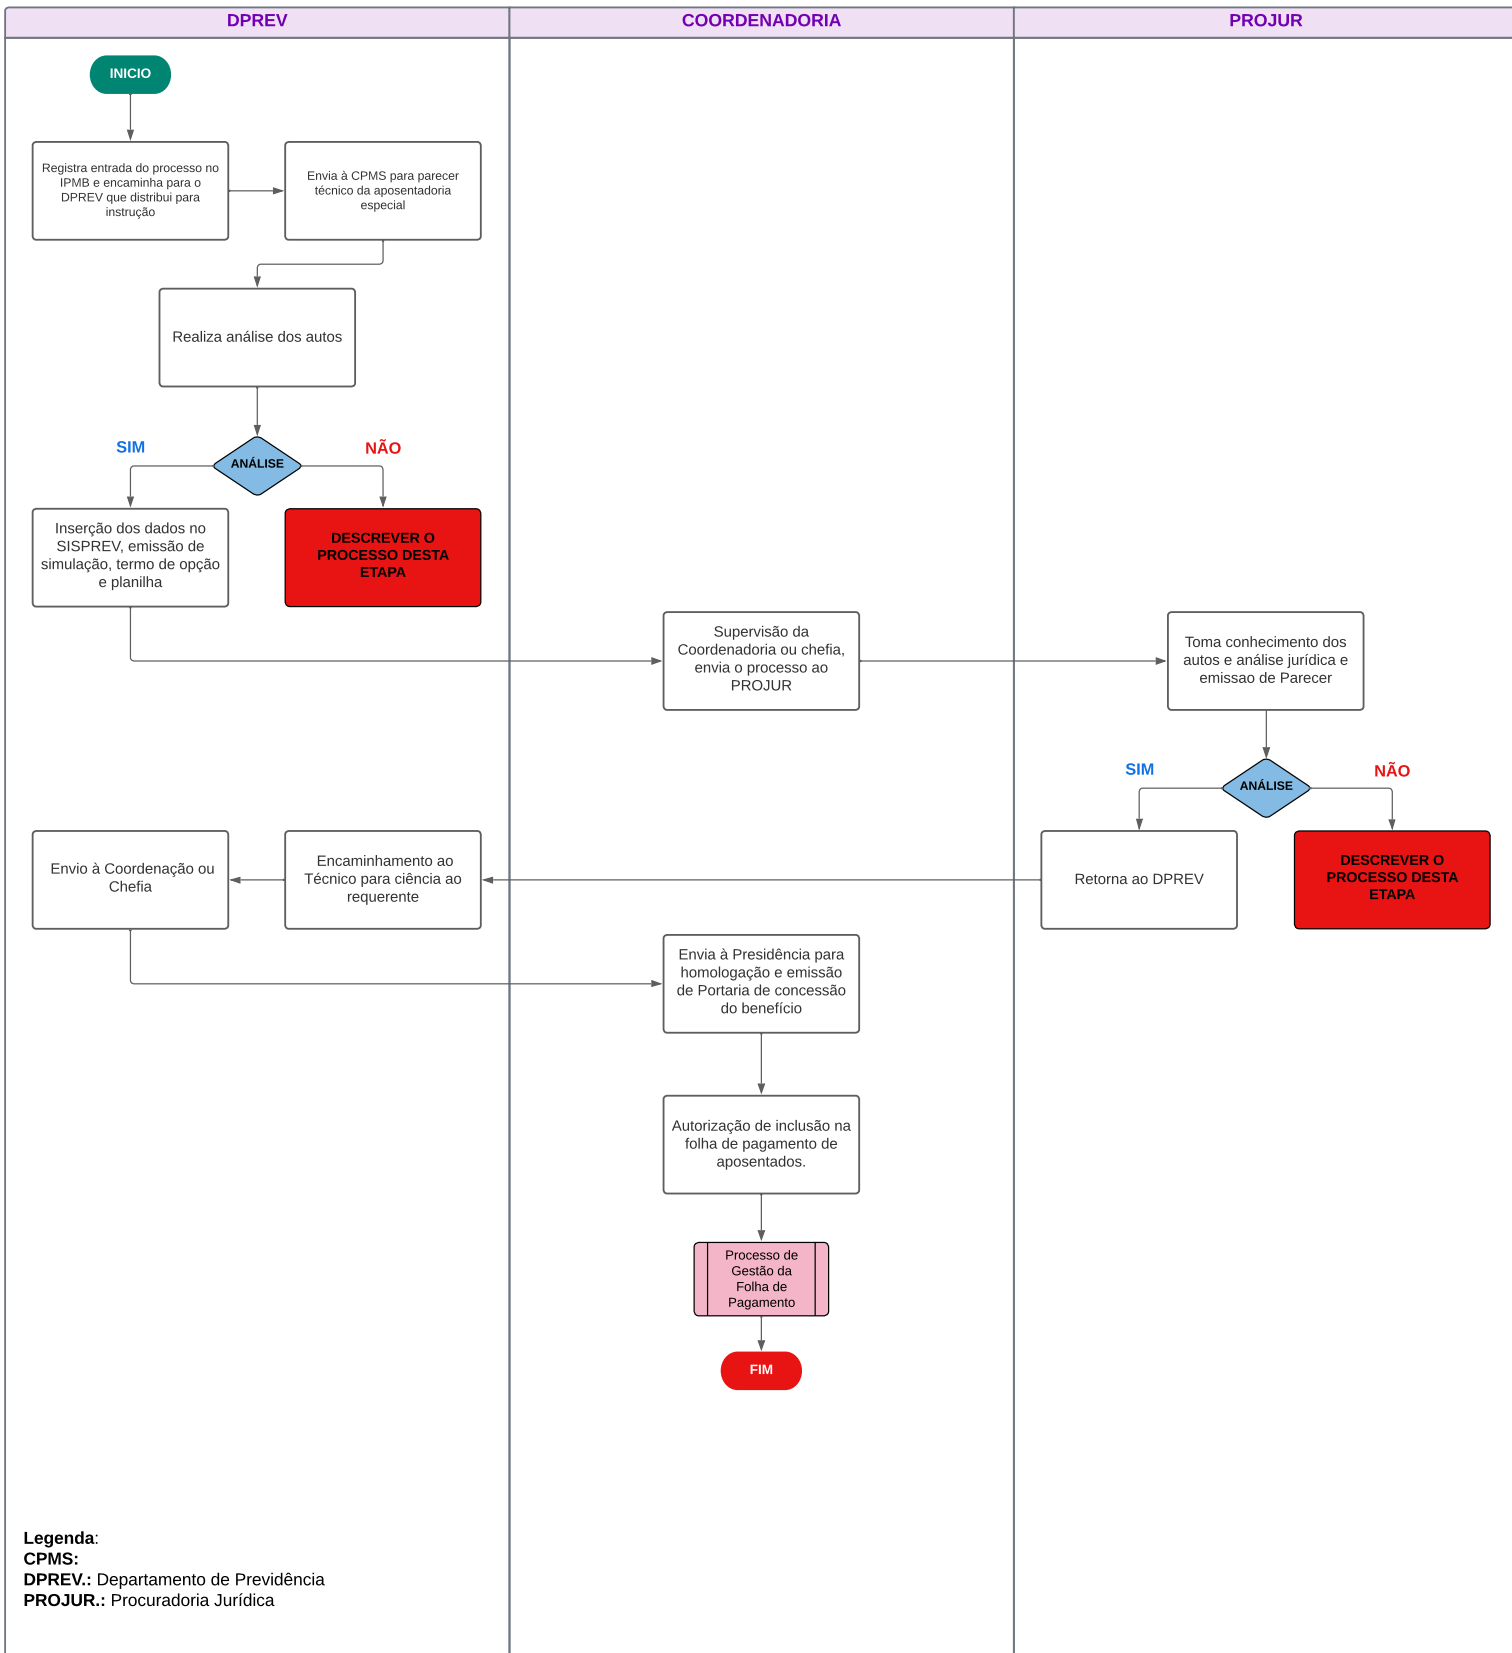 DPREV
COORDENADORIA
PROJUR
INICIO
Registra entrada do processo no
IPMB e encaminha para o
DPREV que distribui para
instrução
Envia à CPMS para parecer
técnico da aposentadoria
especial
Realiza análise dos autos
ANÁLISE
SIM
NÃO
Inserção dos dados no
SISPREV, emissão de
simulação, termo de opção
e planilha
DESCREVER O
PROCESSO DESTA
ETAPA
Supervisão da
Coordenadoria ou chefia,
envia o processo ao
PROJUR
Toma conhecimento dos
autos e análise jurídica e
emissao de Parecer
ANÁLISE
SIM
NÃO
Retorna ao DPREV
DESCREVER O
PROCESSO DESTA
ETAPA
Encaminhamento ao
Técnico para ciência ao
requerente
Envio à Coordenação ou
Chefia
Envia à Presidência para
homologação e emissão
de Portaria de concessão
do benefício
Autorização de inclusão na
folha de pagamento de
aposentados.
Processo de
Gestão da
Folha de
Pagamento
FIM
Legenda:
CPMS:
DPREV.: Departamento de Previdência
PROJUR.: Procuradoria Jurídica